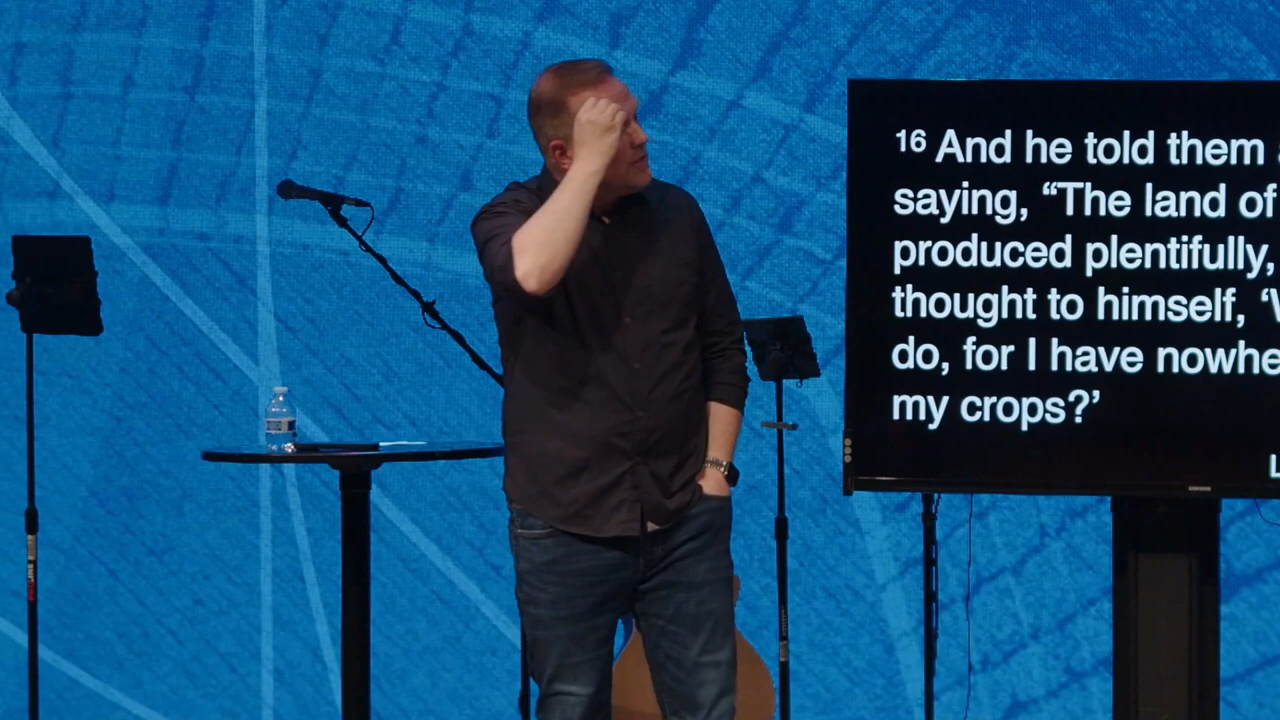 16 And he told them
saying, “The land of
produced plentifully,
thought to himself, ‘
do, for I have nowhe
my crops?’
L
SAMSUNG